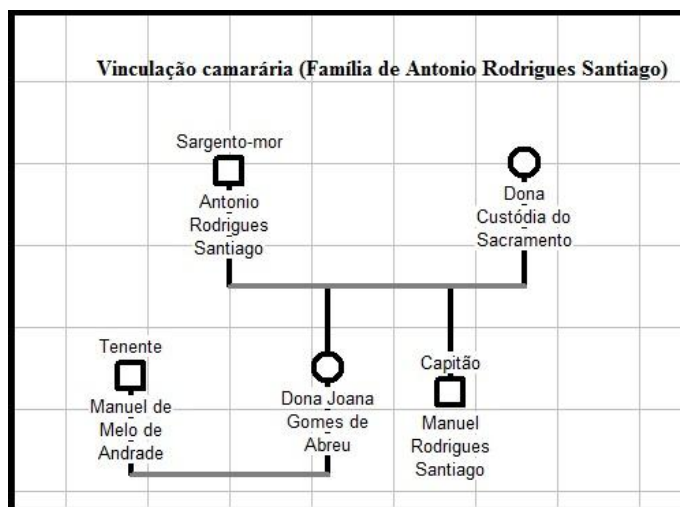 Vinculação camarária (Família de Antonio Rodrigues Santiago)
Sargento-mor
Antonio
Rodrigues
Santiago
Dona
Custódia do
Sacramento
Tenente
Manuel de
Melo de
Andrade
Dona Joana
Gomes de
Abreu
Capitão
Manuel
Rodrigues
Santiago